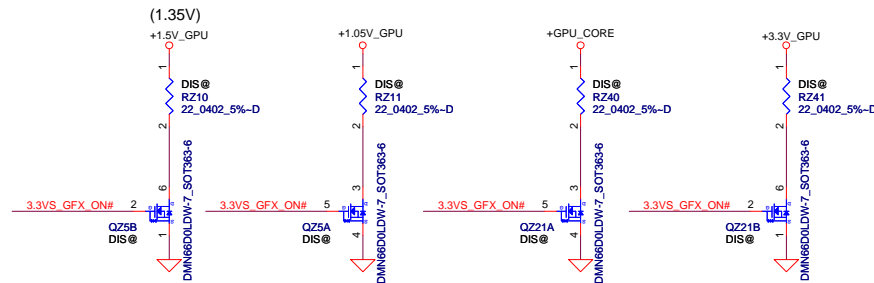 (1.35V)
+1.5V_GPU
1
DIS@
RZ10
22_0402_5%~D
2
6
3.3VS_GFX_ON#
2
QZ5B
DIS@
1
DMN66D0LDW-7_SOT363-6
+1.05V_GPU
1
DIS@
RZ11
22_0402_5%~D
2
3
3.3VS_GFX_ON#
5
QZ5A
DIS@
4
DMN66D0LDW-7_SOT363-6
+GPU_CORE
1
DIS@
RZ40
22_0402_5%~D
2
3
3.3VS_GFX_ON#
5
QZ21A
DIS@
4
DMN66D0LDW-7_SOT363-6
+3.3V_GPU
1
DIS@
RZ41
22_0402_5%~D
2
6
3.3VS_GFX_ON#
2
QZ21B
DIS@
1
DMN66D0LDW-7_SOT363-6